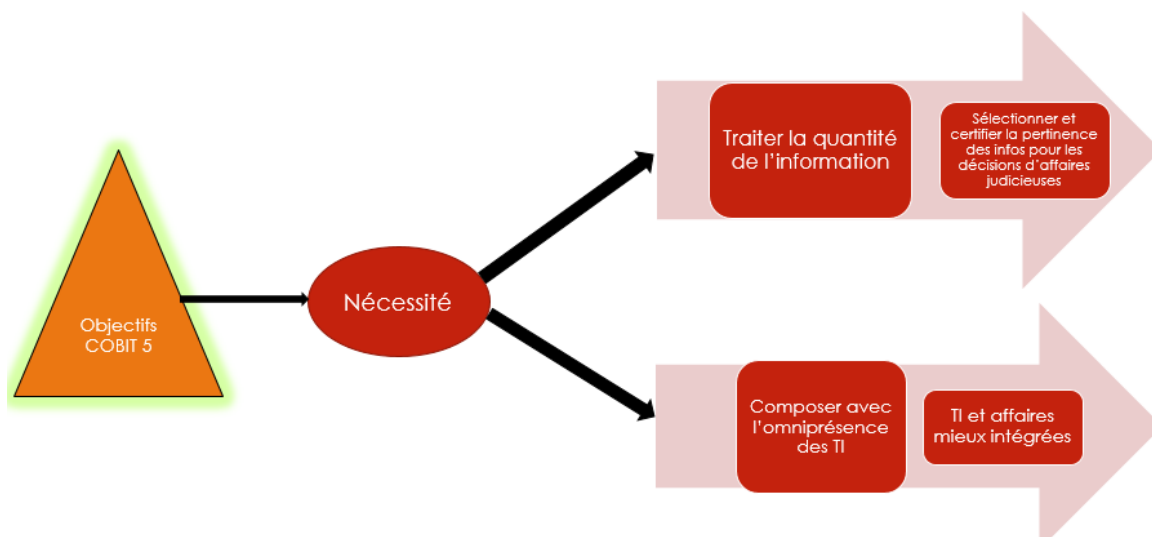 Objectifs
COBIT 5
Nécessité
Traiter la quantité
de l'information
Sélectionner et
certifier la pertinence
des infos pour les
décisions d'affaires
judicieuses
Composer avec
l'omniprésence
des TI
TI et affaires
mieux intégrées